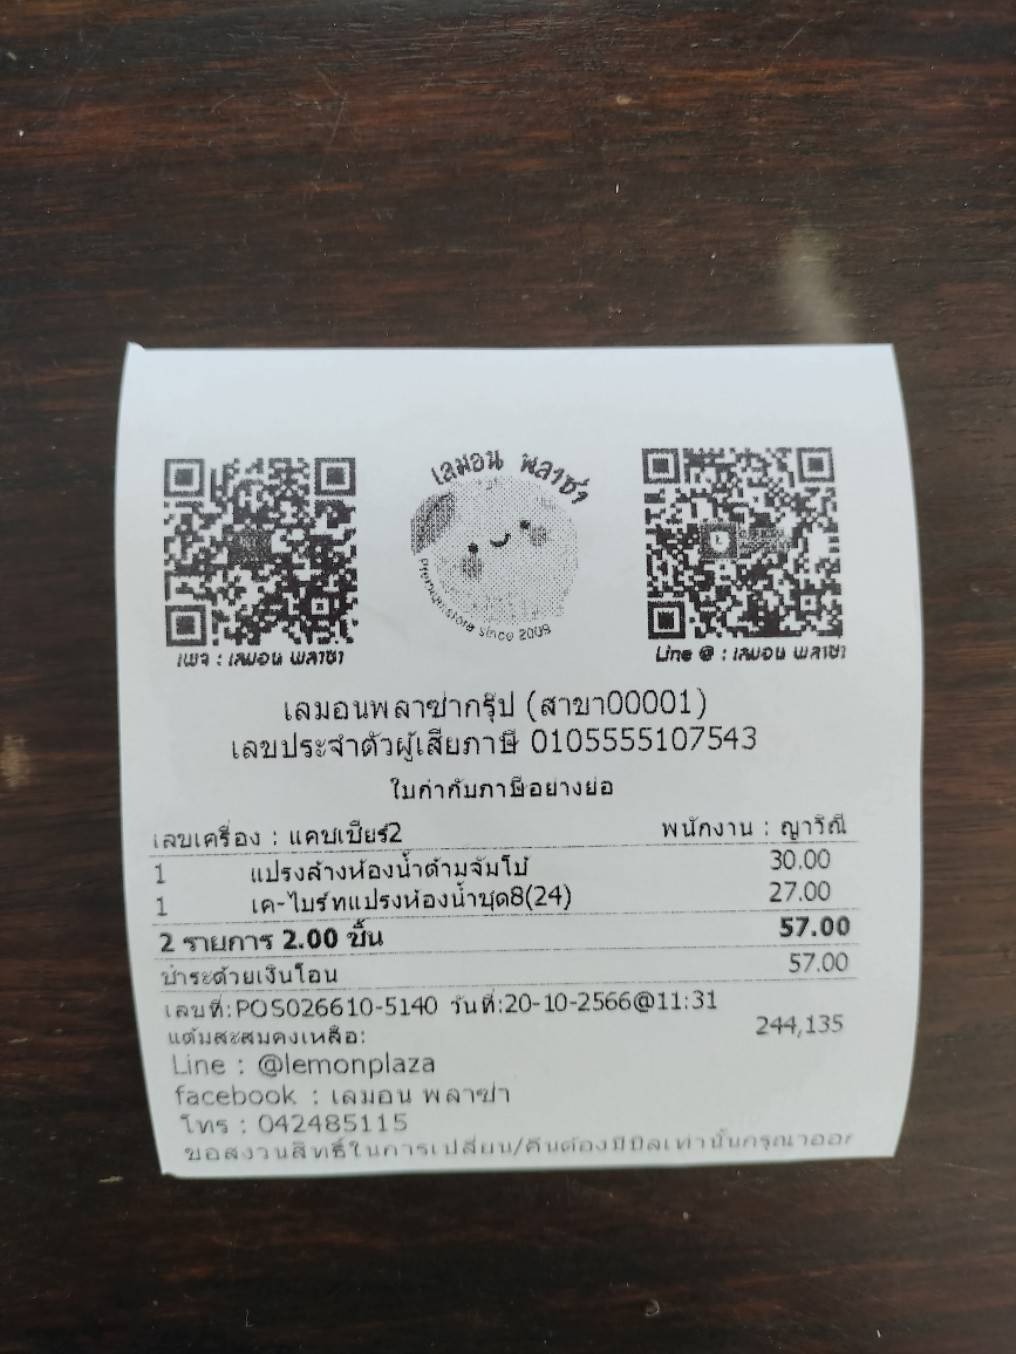 เลมอน พลาซ่า
Premium store since 2009
เพจ : เลมอน พลาซ่า
Line @ : เลมอน พลาซ่า
เลมอนพลาซ่ากรุ๊ป (สาขา00001)
เลขประจำตัวผู้เสียภาษี 0105555107543
ใบกำกับภาษีอย่างย่อ
เลขเครื่อง : แคชเชียร์2 พนักงาน : ญาวิณี
1 แปรงล้างห้องน้ำด้ามจัมโบ้ 30.00
1 เค-ไบร์ทแปรงห้องน้ำชุด8(24) 27.00
2 รายการ 2.00 ชิ้น 57.00
ชำระด้วยเงินโอน 57.00
เลขที่:POS026610-5140 วันที่:20-10-2566@11:31
แต้มสะสมคงเหลือ: 244,135
Line : @lemonplaza
facebook : เลมอน พลาซ่า
โทร : 042485115
ขอสงวนสิทธิ์ในการเปลี่ยน/คืนต้องมีบิลเท่านั้นกรุณาออก